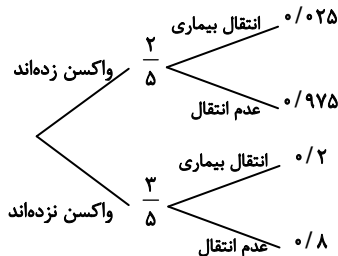 انتقال بیماری ۰/۰۲۵
واکسن زده‌اند ۲/۵
عدم انتقال ۰/۹۷۵
انتقال بیماری ۰/۲
واکسن نزده‌اند ۳/۵
عدم انتقال ۰/۸